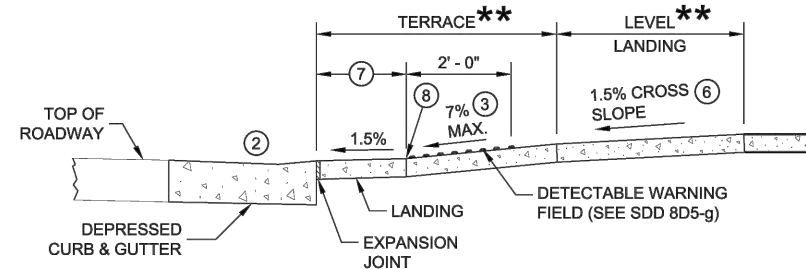 TERRACE**
LEVEL**
LANDING
7
2' - 0"
8
7% 3
MAX.
1.5% CROSS 6
SLOPE
1.5%
TOP OF
ROADWAY
2
DEPRESSED
CURB & GUTTER
LANDING
EXPANSION
JOINT
DETECTABLE WARNING
FIELD (SEE SDD 8D5-g)